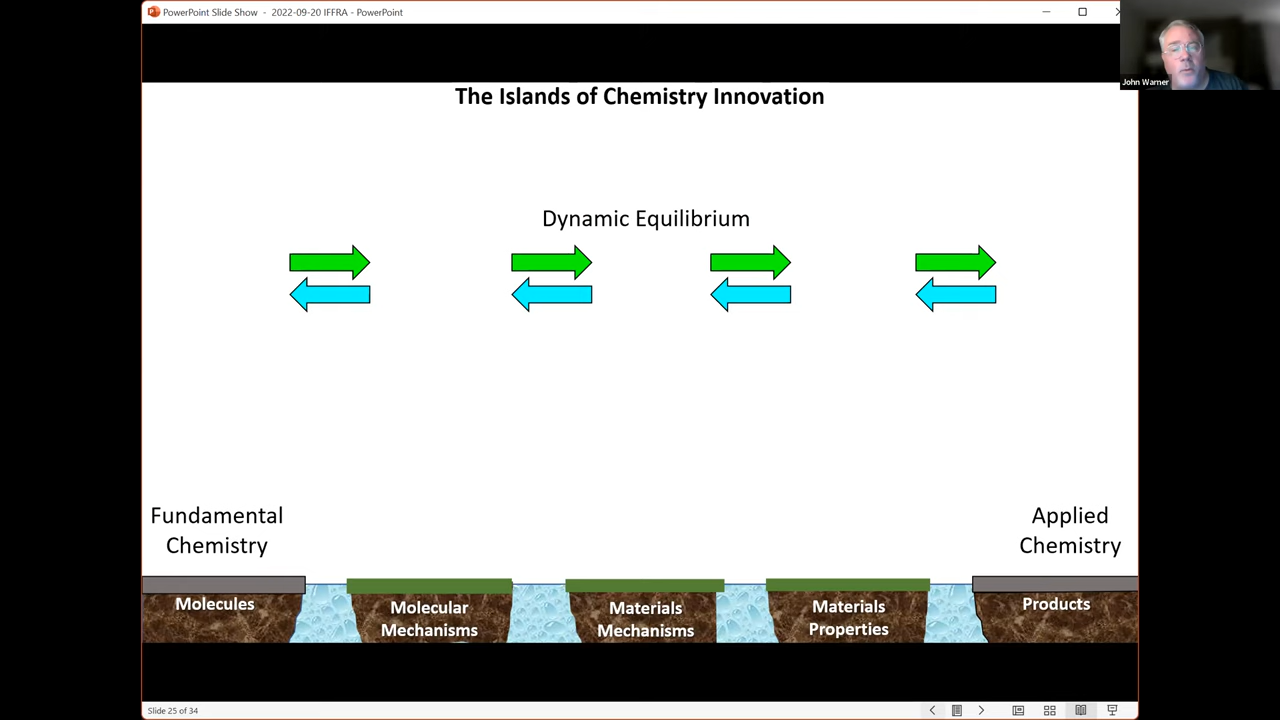 PowerPoint Slide Show - 2022-09-20 IFFRA - PowerPoint
John Warner
The Islands of Chemistry Innovation
Dynamic Equilibrium
Fundamental
Chemistry
Applied
Chemistry
Molecules
Molecular
Mechanisms
Materials
Mechanisms
Materials
Properties
Products
Slide 25 of 34